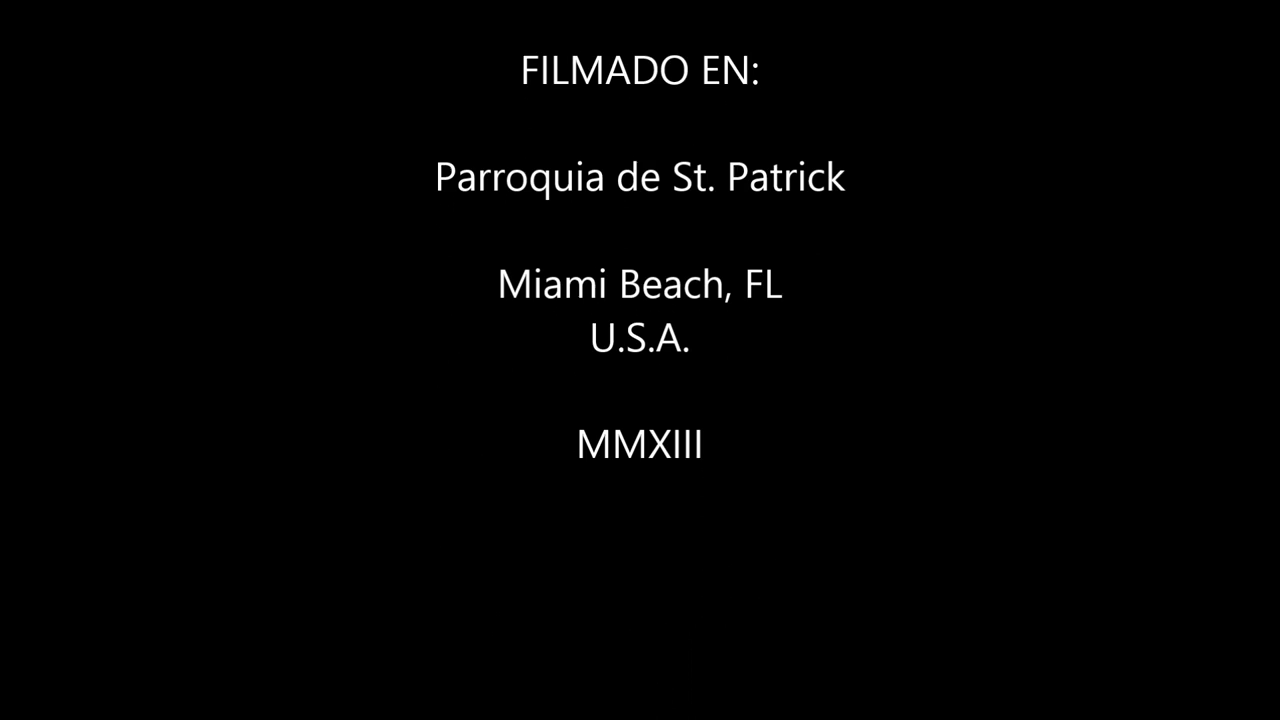 FILMADO EN:
Parroquia de St. Patrick
Miami Beach, FL
U.S.A.
MMXIII